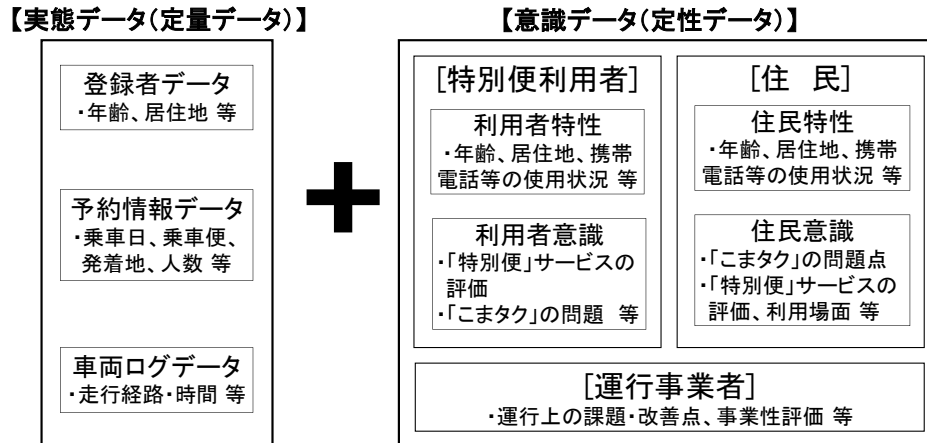 【実態データ(定量データ)】
登録者データ
・年齢、居住地 等
予約情報データ
・乗車日、乗車便、
発着地、人数 等
車両ログデータ
・走行経路・時間 等
+
【意識データ(定性データ)】
[特別便利用者]
利用者特性
・年齢、居住地、携帯
電話等の使用状況 等
利用者意識
・「特別便」サービスの
評価
・「こまタク」の問題 等
[住 民]
住民特性
・年齢、居住地、携帯
電話等の使用状況 等
住民意識
・「こまタク」の問題点
・「特別便」サービスの
評価、利用場面 等
[運行事業者]
・運行上の課題・改善点、事業性評価 等